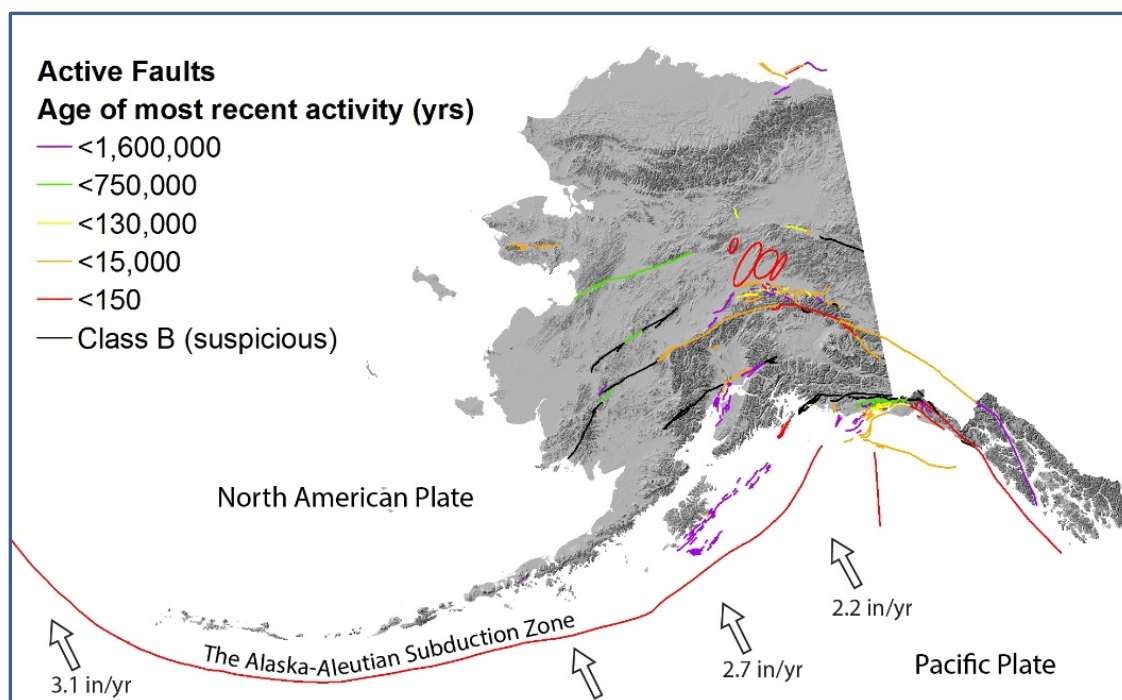 Active Faults
Age of most recent activity (yrs)
<1,600,000
<750,000
<130,000
<15,000
<150
Class B (suspicious)
North American Plate
2.2 in/yr
The Alaska-Aleutian Subduction Zone
2.7 in/yr
Pacific Plate
3.1 in/yr